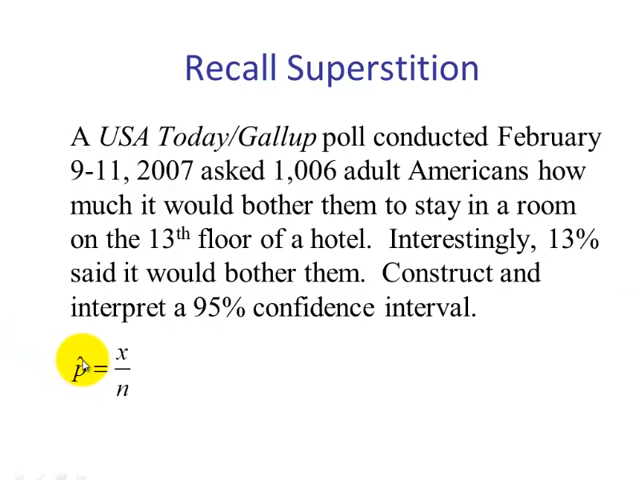 Recall Superstition
A USA Today/Gallup poll conducted February
9-11, 2007 asked 1,006 adult Americans how
much it would bother them to stay in a room
on the 13th floor of a hotel.  Interestingly, 13%
said it would bother them.  Construct and
interpret a 95% confidence interval.
p̂ = x/n